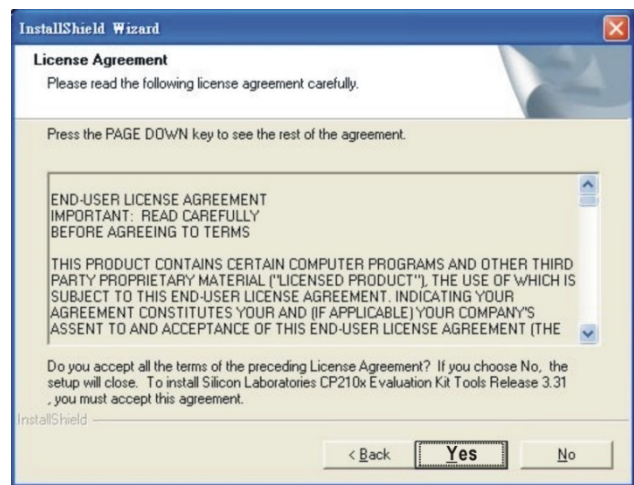 InstallShield Wizard
License Agreement
Please read the following license agreement carefully.
Press the PAGE DOWN key to see the rest of the agreement.
END-USER LICENSE AGREEMENT
IMPORTANT: READ CAREFULLY
BEFORE AGREEING TO TERMS
THIS PRODUCT CONTAINS CERTAIN COMPUTER PROGRAMS AND OTHER THIRD
PARTY PROPRIETARY MATERIAL ("LICENSED PRODUCT"), THE USE OF WHICH IS
SUBJECT TO THIS END-USER LICENSE AGREEMENT. INDICATING YOUR
AGREEMENT CONSTITUTES YOUR AND (IF APPLICABLE) YOUR COMPANY'S
ASSENT TO AND ACCEPTANCE OF THIS END-USER LICENSE AGREEMENT (THE
Do you accept all the terms of the preceding License Agreement? If you choose No, the
setup will close. To install Silicon Laboratories CP210x Evaluation Kit Tools Release 3.31
, you must accept this agreement.
InstallShield
< Back Yes No